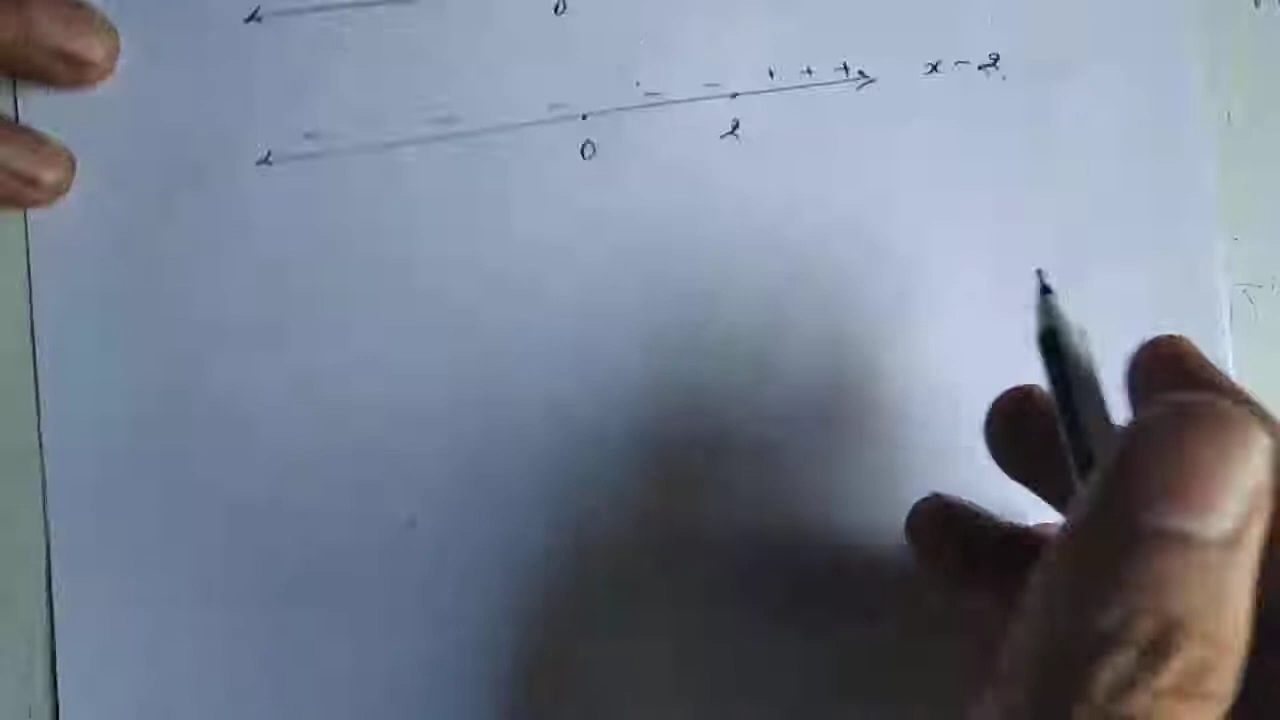 0
- - - - - + + + x - 2
0 2